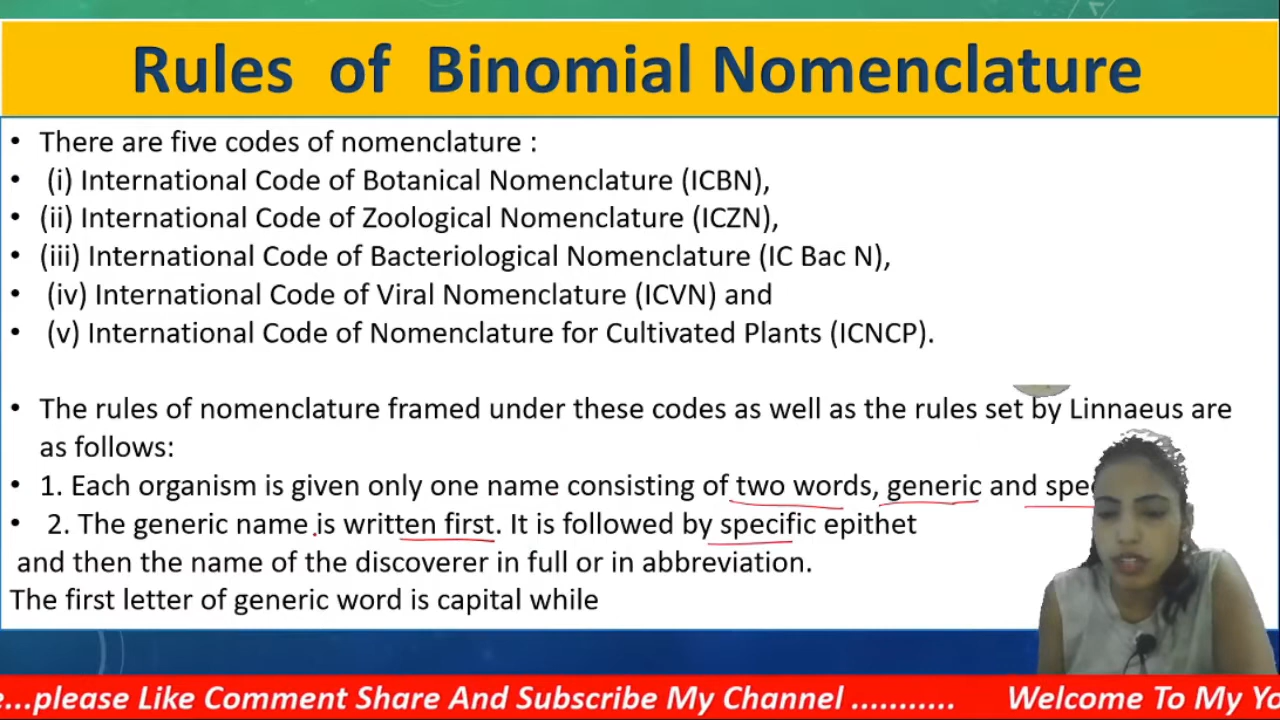 Rules of Binomial Nomenclature
• There are five codes of nomenclature :
• (i) International Code of Botanical Nomenclature (ICBN),
• (ii) International Code of Zoological Nomenclature (ICZN),
• (iii) International Code of Bacteriological Nomenclature (IC Bac N),
• (iv) International Code of Viral Nomenclature (ICVN) and
• (v) International Code of Nomenclature for Cultivated Plants (ICNCP).
• The rules of nomenclature framed under these codes as well as the rules set by Linnaeus are
as follows:
• 1. Each organism is given only one name consisting of two words, generic and
• 2. The generic name is written first. It is followed by specific epithet
and then the name of the discoverer in full or in abbreviation.
The first letter of generic word is capital while
...please Like Comment Share And Subscribe My Channel ........... Welcome To My